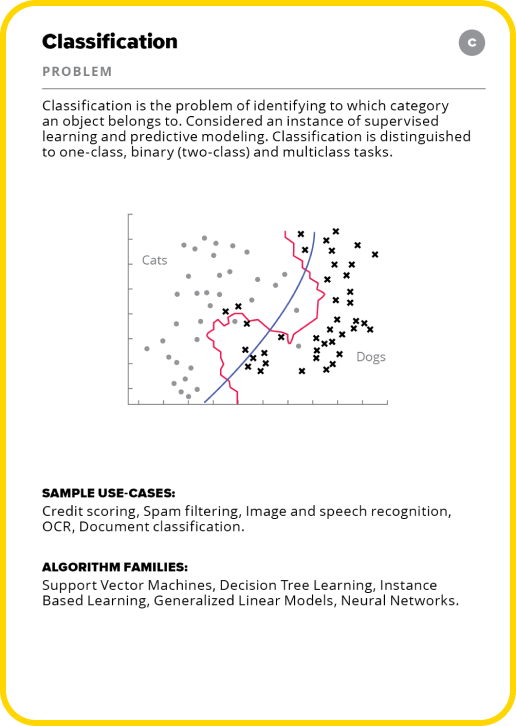 Classification
C
PROBLEM
Classification is the problem of identifying to which category
an object belongs to. Considered an instance of supervised
learning and predictive modeling. Classification is distinguished
to one-class, binary (two-class) and multiclass tasks.
Cats
Dogs
SAMPLE USE-CASES:
Credit scoring, Spam filtering, Image and speech recognition,
OCR, Document classification.
ALGORITHM FAMILIES:
Support Vector Machines, Decision Tree Learning, Instance
Based Learning, Generalized Linear Models, Neural Networks.